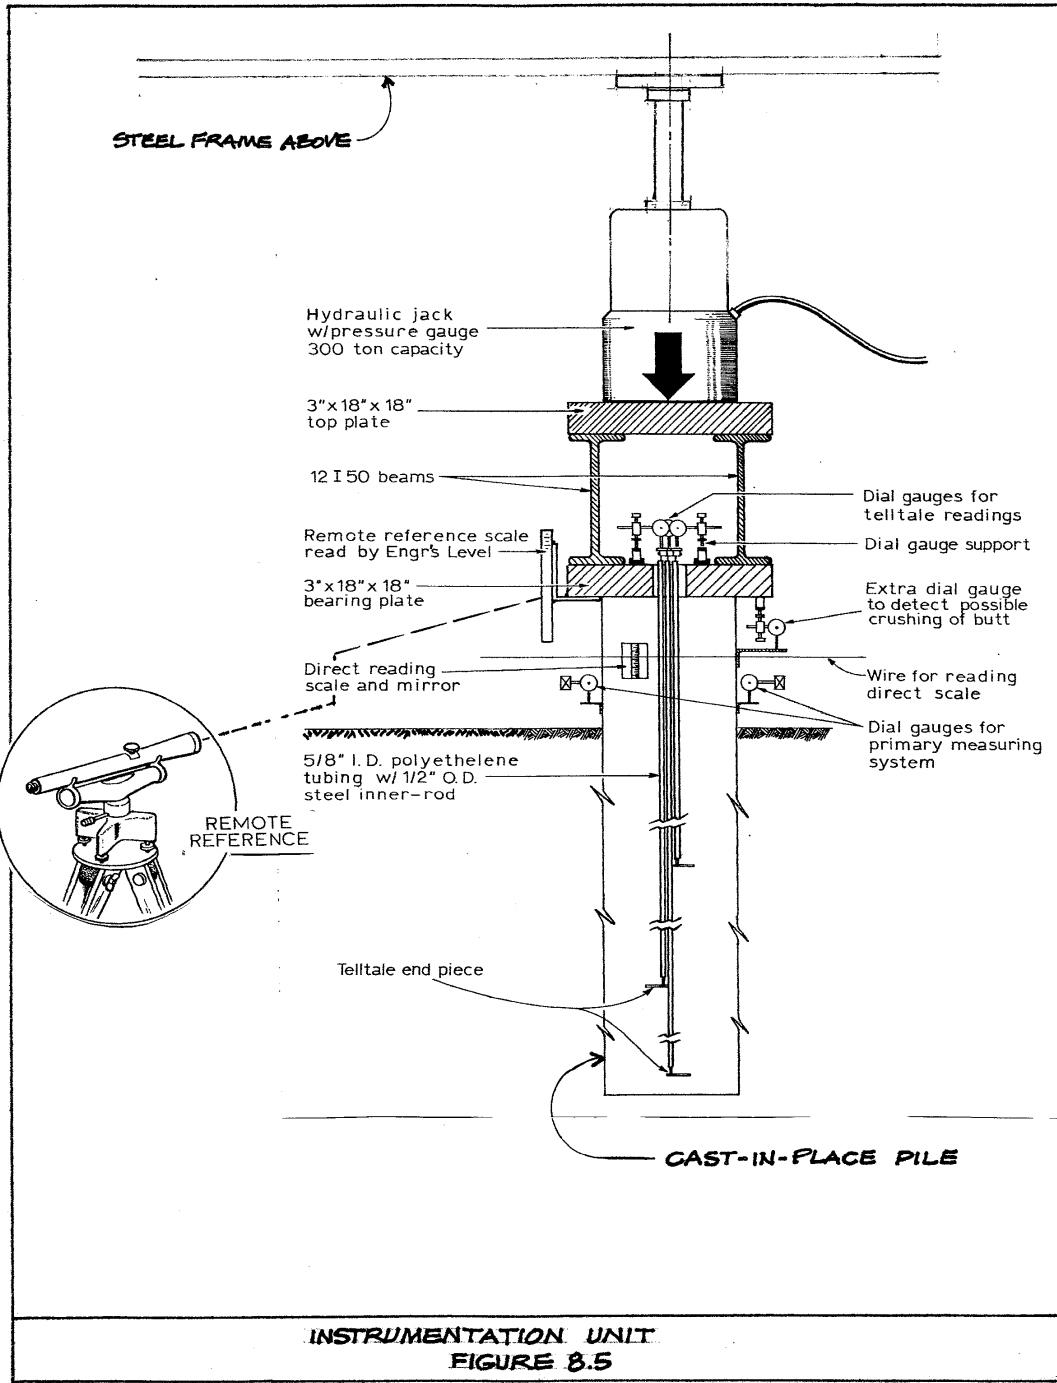 STEEL FRAME ABOVE
Hydraulic jack
w/pressure gauge
300 ton capacity
3"x18"x18"
top plate
12 I 50 beams
Dial gauges for
telltale readings
Remote reference scale
read by Engr's Level
Dial gauge support
3"x18"x18"
bearing plate
Extra dial gauge
to detect possible
crushing of butt
Direct reading
scale and mirror
Wire for reading
direct scale
Dial gauges for
primary measuring
system
5/8" I.D. polyethelene
tubing w/ 1/2" O.D.
steel inner-rod
REMOTE
REFERENCE
Telltale end piece
CAST-IN-PLACE PILE
INSTRUMENTATION UNIT
FIGURE 8.5